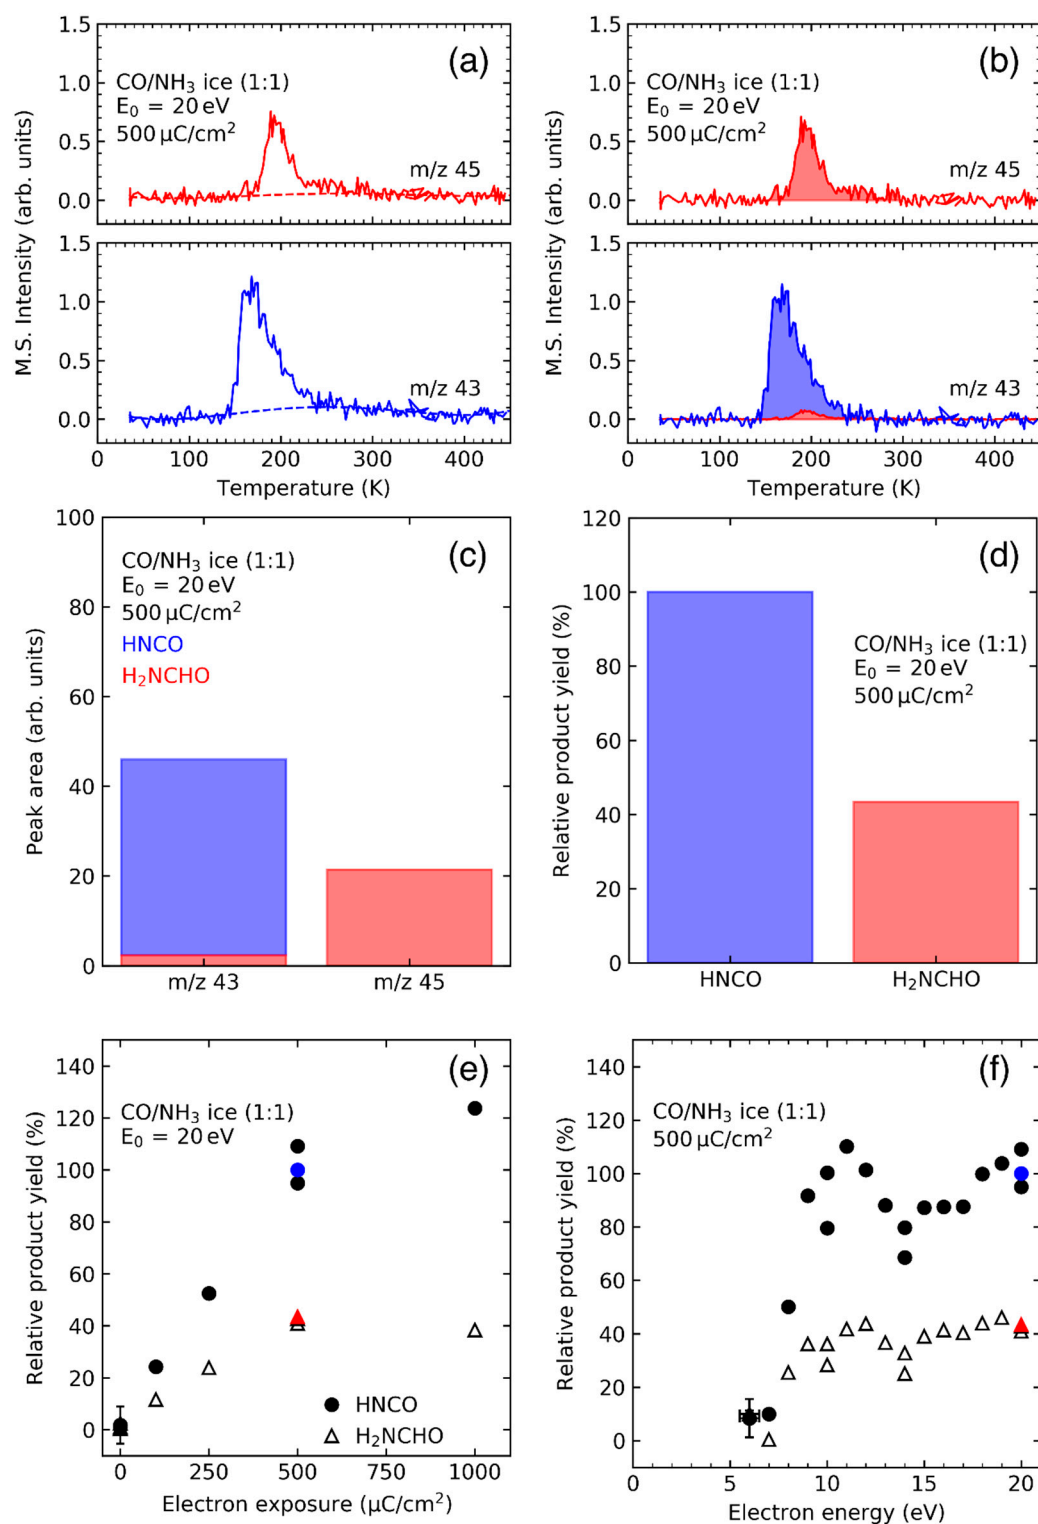 (a)
CO/NH₃ ice (1:1)
E₀ = 20 eV
500 μC/cm²
m/z 45
M.S. Intensity (arb. units)
1.5
1.0
0.5
0.0
m/z 43
M.S. Intensity (arb. units)
1.5
1.0
0.5
0.0
0 100 200 300 400
Temperature (K)
(b)
CO/NH₃ ice (1:1)
E₀ = 20 eV
500 μC/cm²
m/z 45
M.S. Intensity (arb. units)
1.5
1.0
0.5
0.0
m/z 43
M.S. Intensity (arb. units)
1.5
1.0
0.5
0.0
0 100 200 300 400
Temperature (K)
(c)
CO/NH₃ ice (1:1)
E₀ = 20 eV
500 μC/cm²
HNCO
H₂NCHO
Peak area (arb. units)
100
80
60
40
20
0
m/z 43 m/z 45
(d)
CO/NH₃ ice (1:1)
E₀ = 20 eV
500 μC/cm²
Relative product yield (%)
120
100
80
60
40
20
0
HNCO H₂NCHO
(e)
CO/NH₃ ice (1:1)
E₀ = 20 eV
Relative product yield (%)
140
120
100
80
60
40
20
0
HNCO
H₂NCHO
0 250 500 750 1000
Electron exposure (μC/cm²)
(f)
CO/NH₃ ice (1:1)
500 μC/cm²
Relative product yield (%)
140
120
100
80
60
40
20
0
0 5 10 15 20
Electron energy (eV)